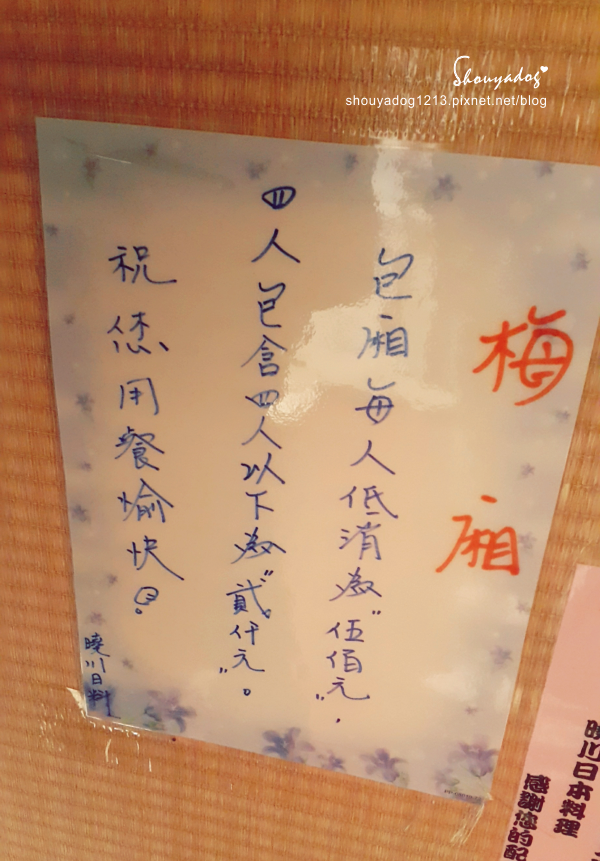 Shouyadog
shouyadog1213.pixnet.net/blog
梅廂
包廂每人低消為"伍佰元",
四人包含四人以下為"貳仟元"。
祝您用餐愉快
曉川日料
曉川日本料理
感謝您的配